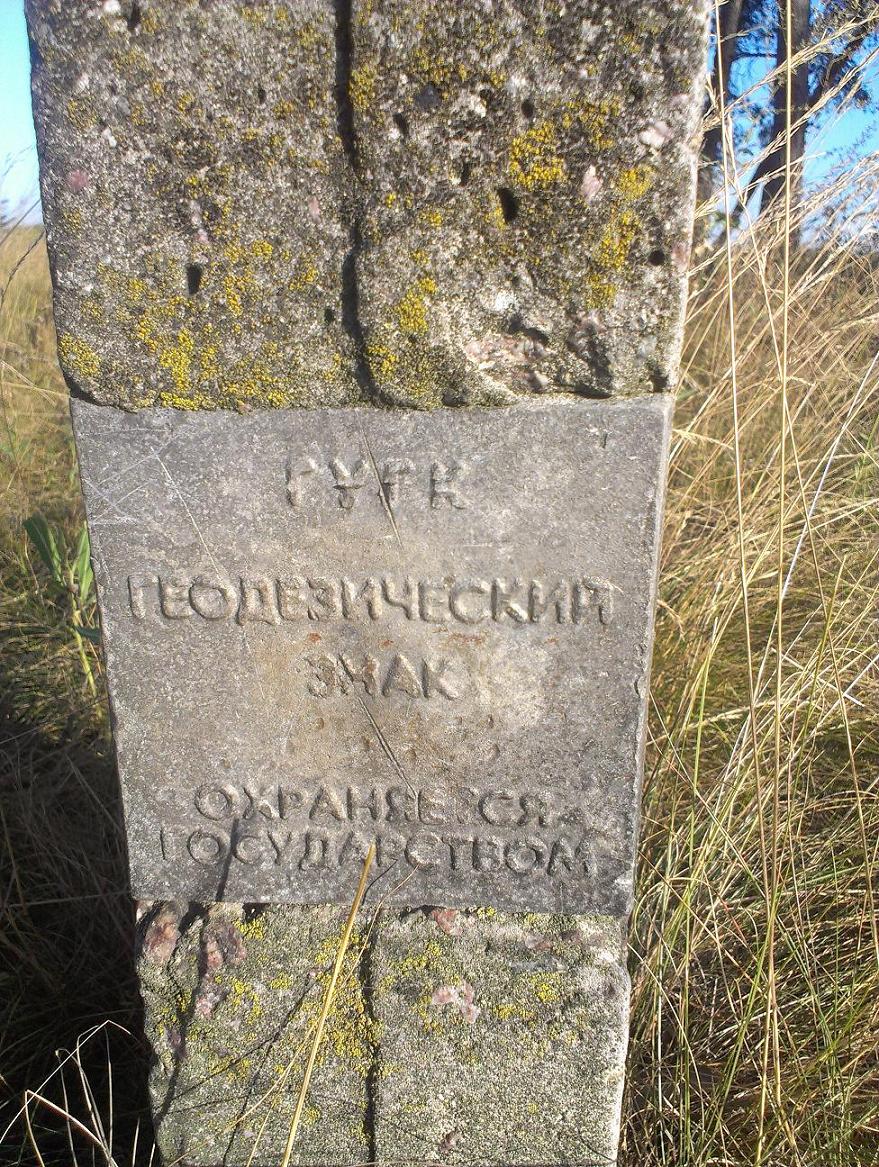 ГУГК
ГЕОДЕЗИЧЕСКИЙ
ЗНАК
ОХРАНЯЕТСЯ
ГОСУДАРСТВОМ